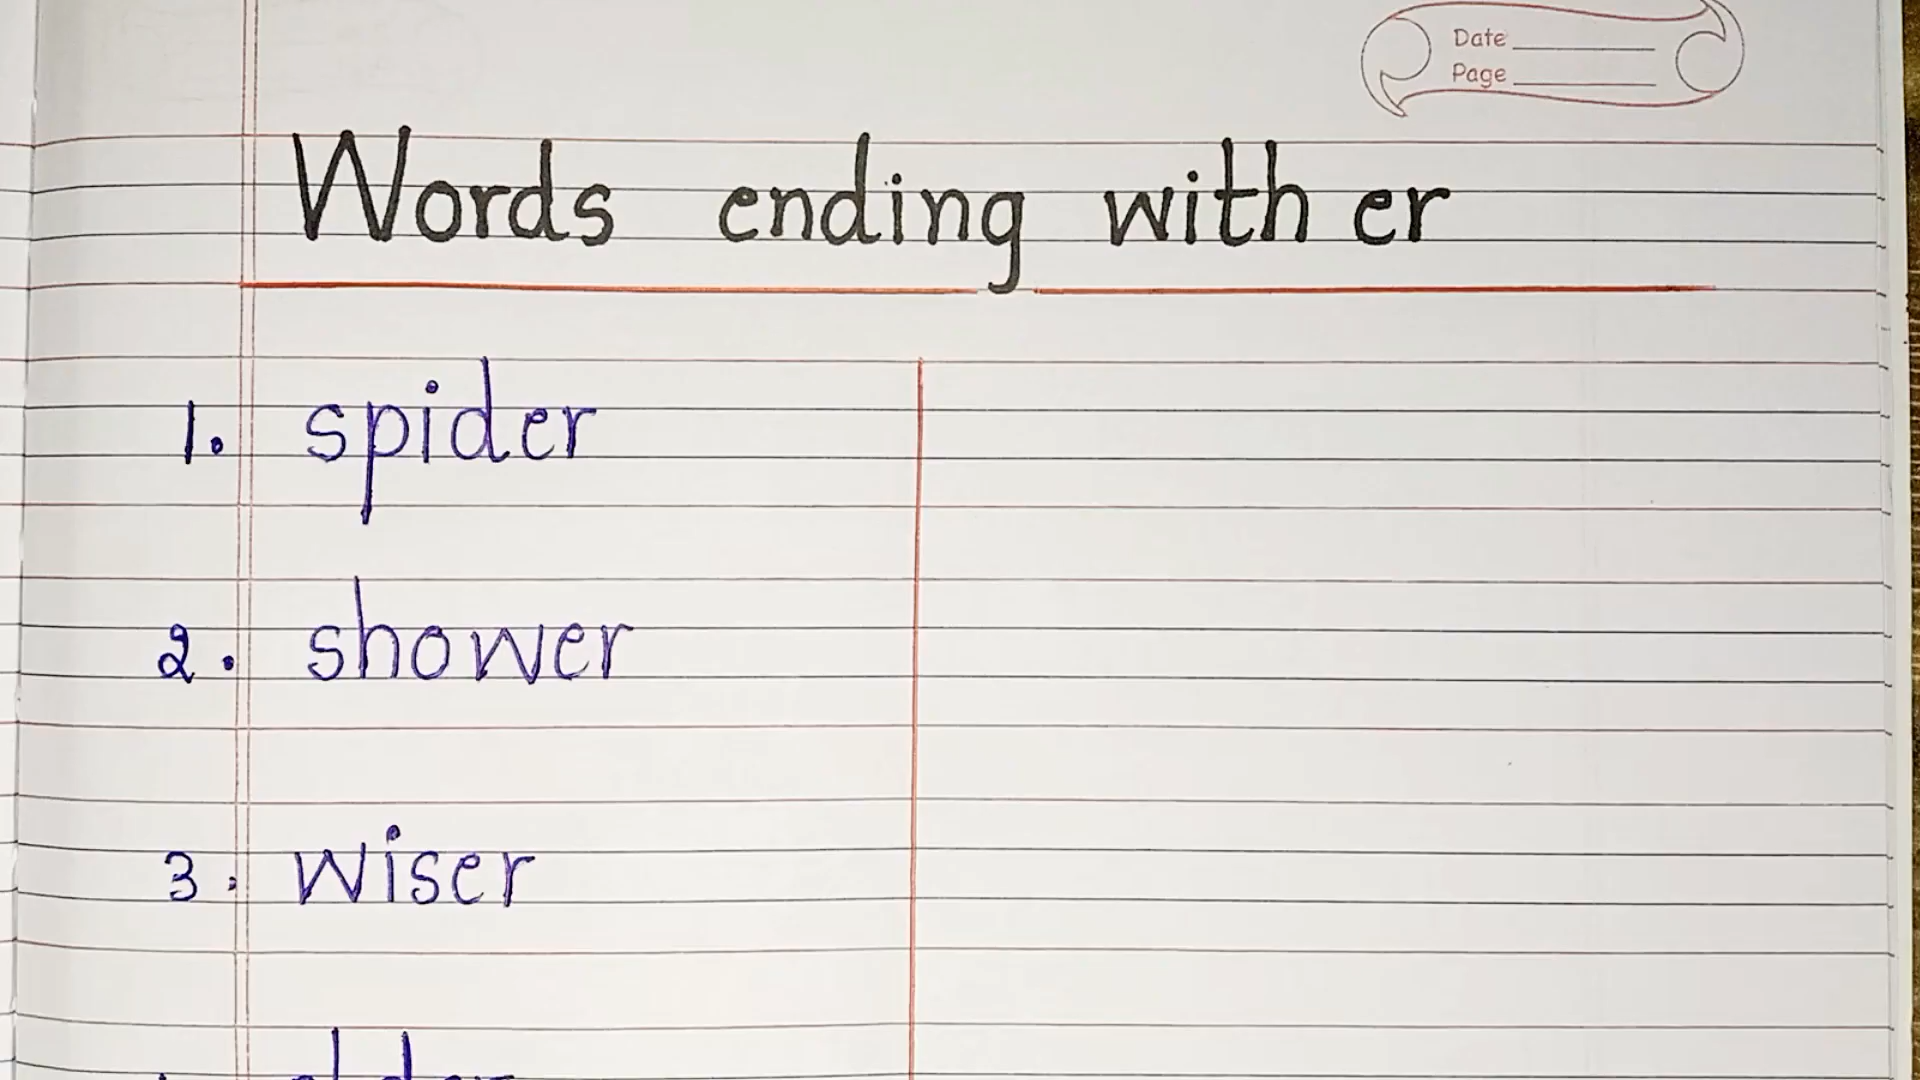 Date
Page
Words ending with er
1. spider
2. shower
3. wiser